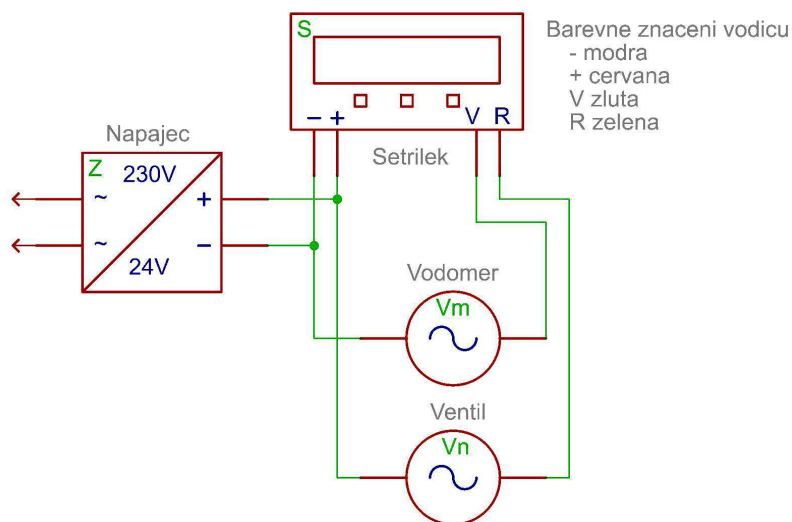 S
- +
V R
Setrilek
Barevne znaceni vodicu
- modra
+ cervana
V zluta
R zelena
Napajec
Z
230V
~ +
~ -
24V
Vodomer
Vm
Ventil
Vn